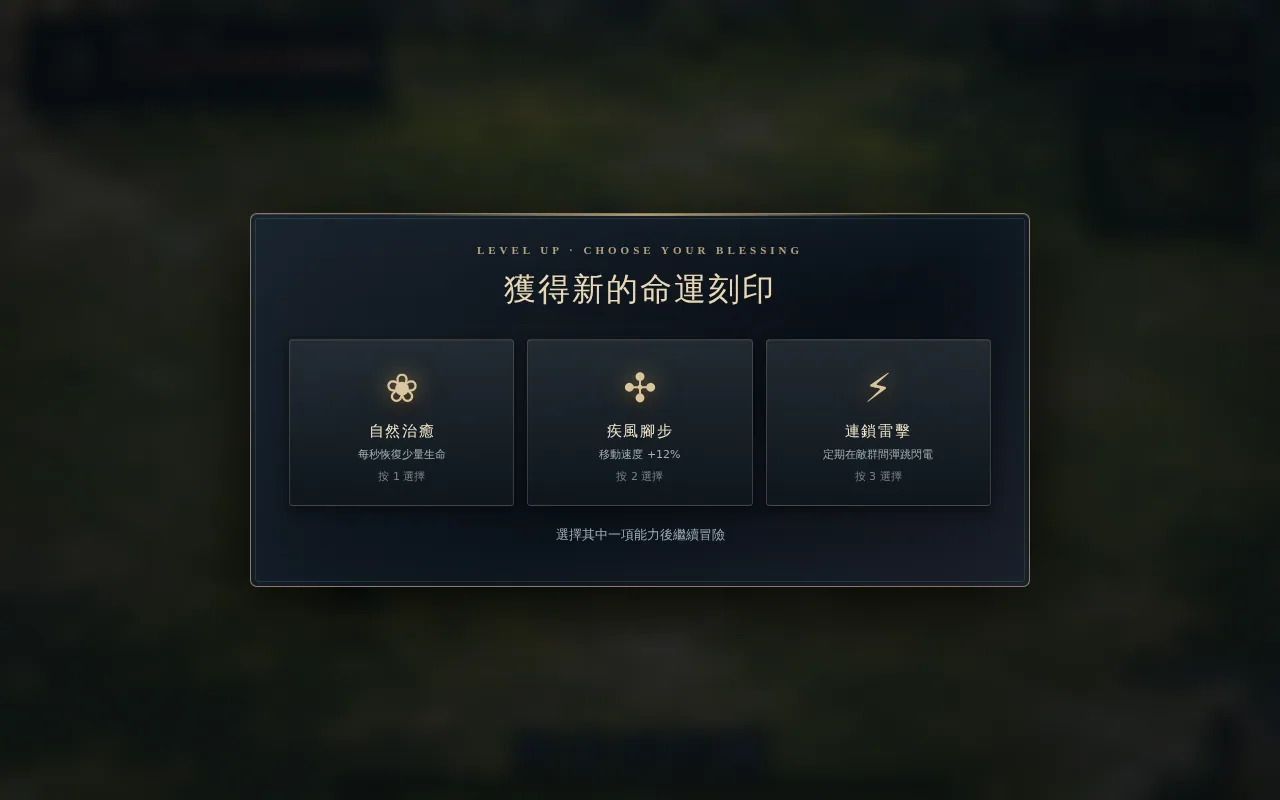 LEVEL UP · CHOOSE YOUR BLESSING
獲得新的命運刻印
自然治癒
每秒恢復少量生命
按 1 選擇
疾風腳步
移動速度 +12%
按 2 選擇
連鎖雷擊
定期在敵群間彈跳閃電
按 3 選擇
選擇其中一項能力後繼續冒險